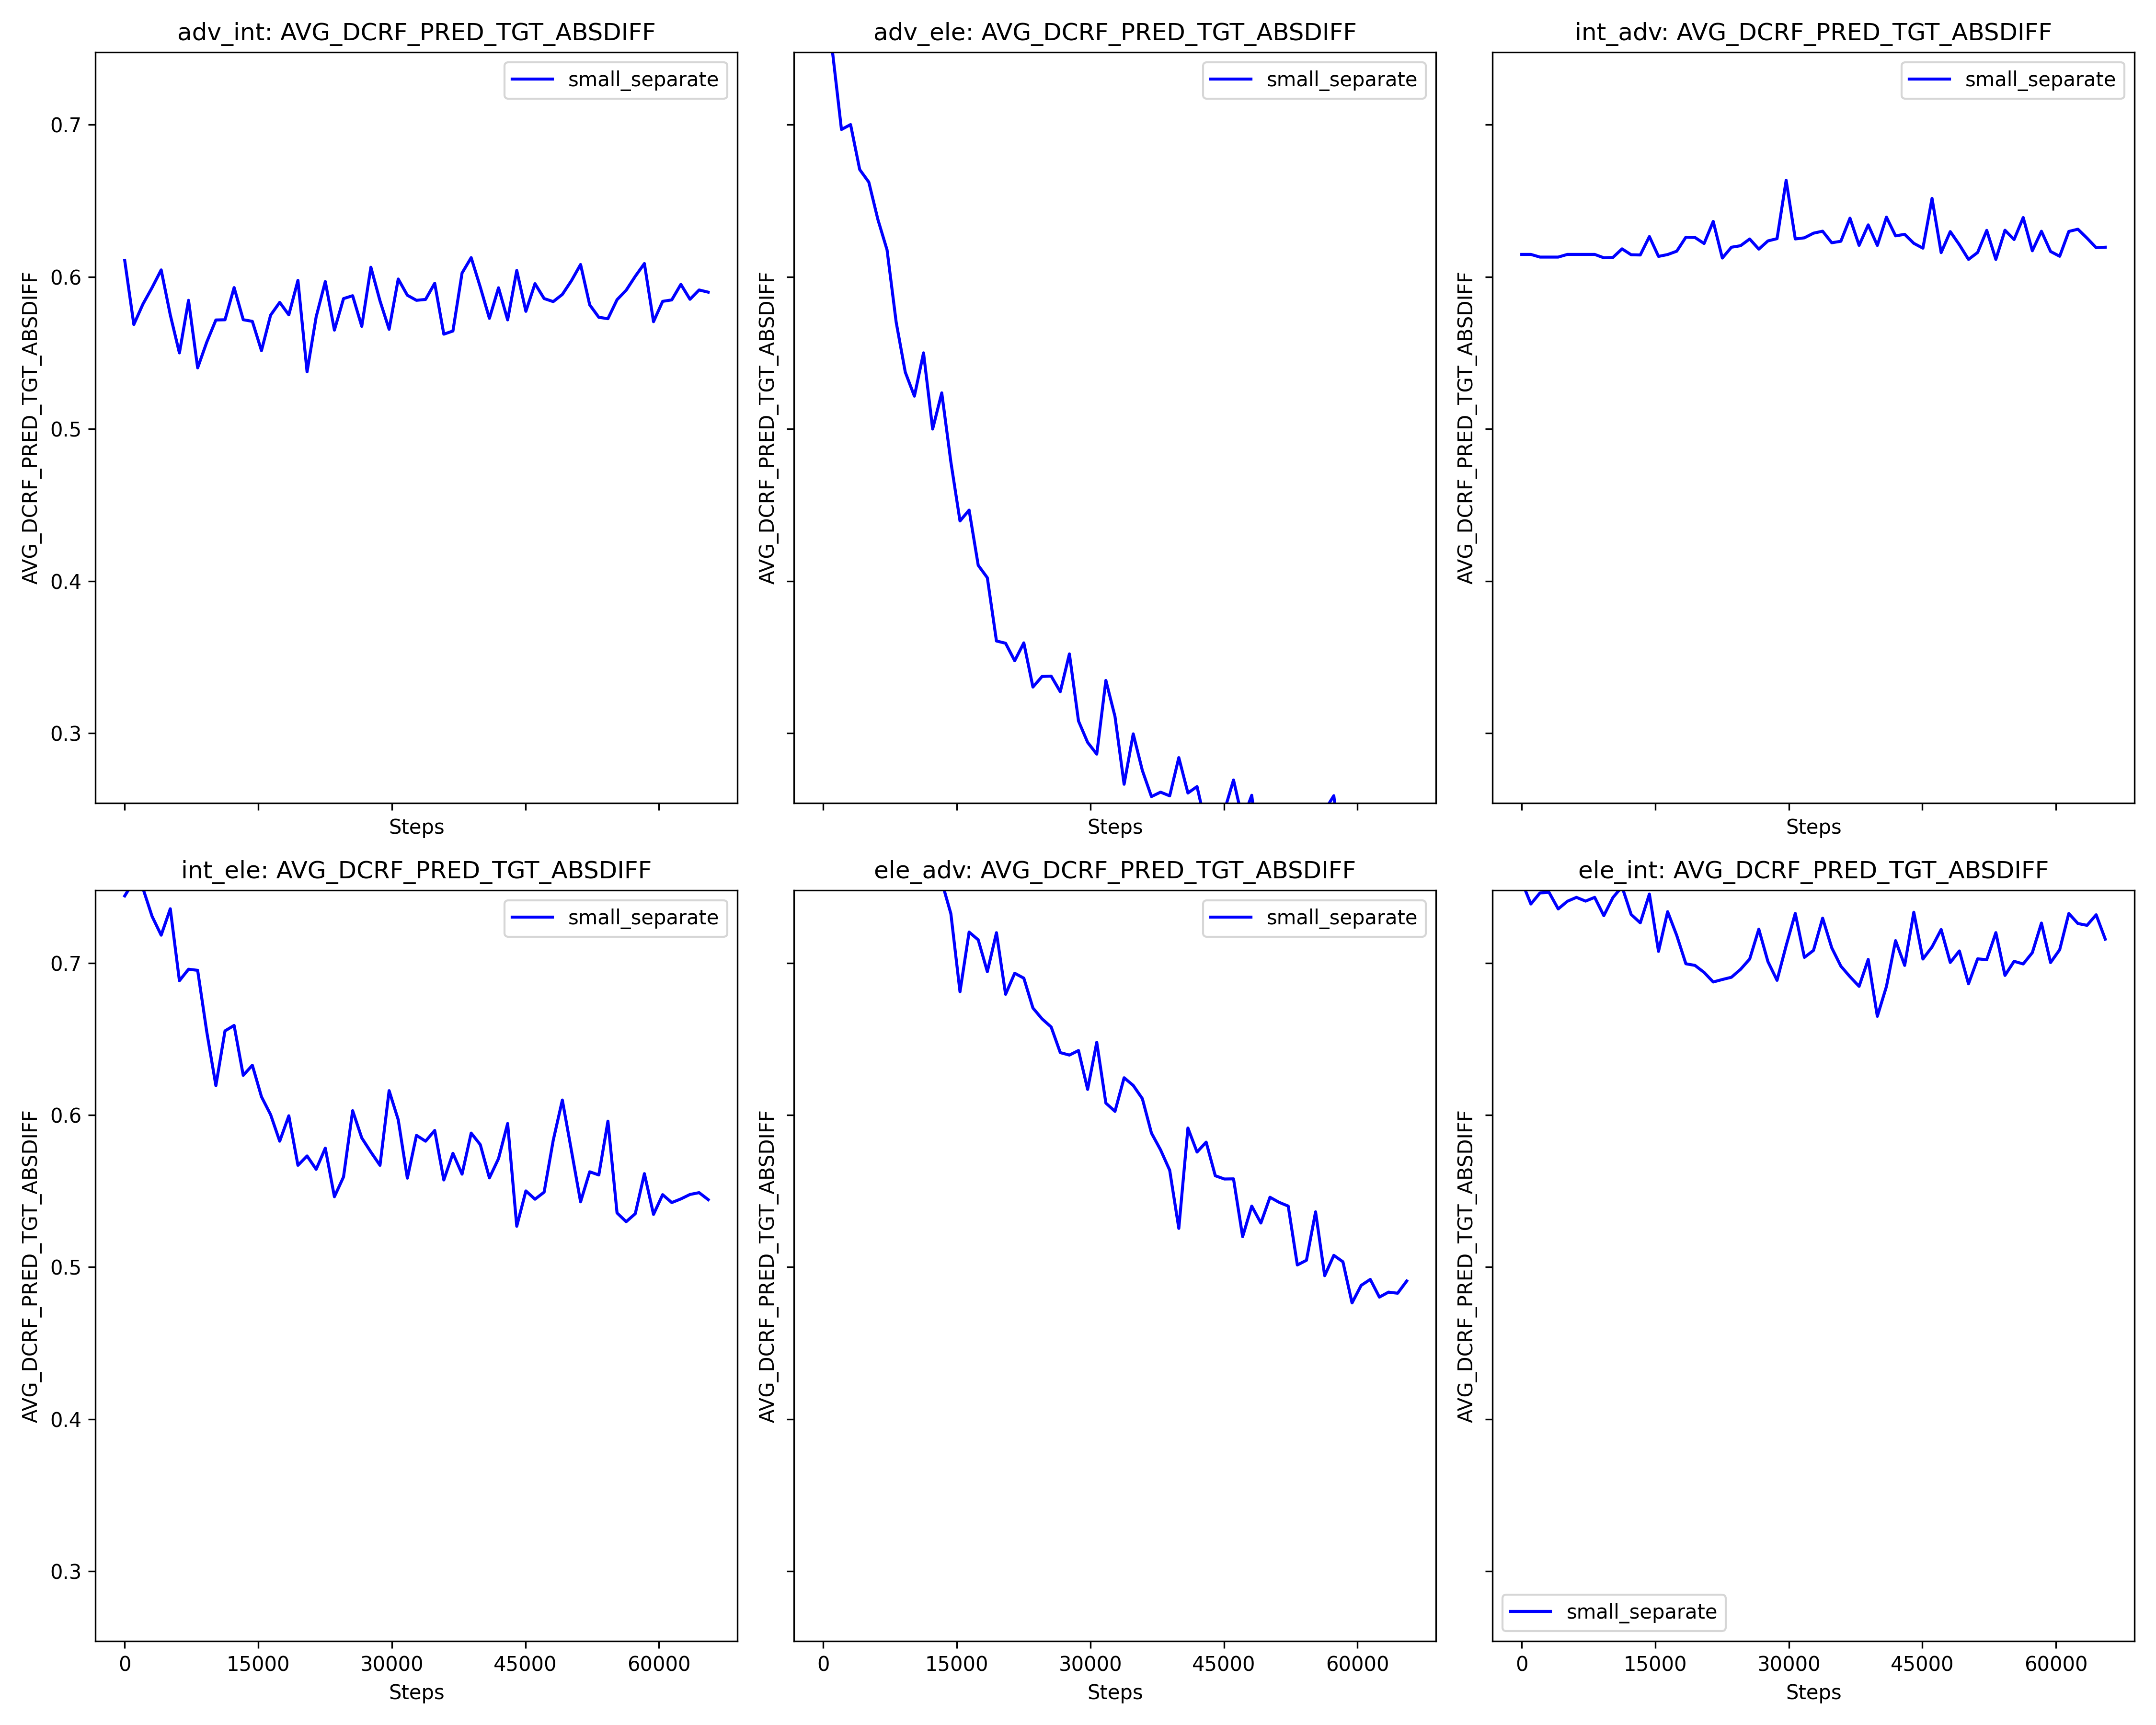 adv_int: AVG_DCRF_PRED_TGT_ABSDIFF
small_separate
AVG_DCRF_PRED_TGT_ABSDIFF
0.7
0.6
0.5
0.4
0.3
Steps
adv_ele: AVG_DCRF_PRED_TGT_ABSDIFF
small_separate
AVG_DCRF_PRED_TGT_ABSDIFF
Steps
int_adv: AVG_DCRF_PRED_TGT_ABSDIFF
small_separate
AVG_DCRF_PRED_TGT_ABSDIFF
Steps
int_ele: AVG_DCRF_PRED_TGT_ABSDIFF
small_separate
AVG_DCRF_PRED_TGT_ABSDIFF
0.7
0.6
0.5
0.4
0.3
0 15000 30000 45000 60000
Steps
ele_adv: AVG_DCRF_PRED_TGT_ABSDIFF
small_separate
AVG_DCRF_PRED_TGT_ABSDIFF
0 15000 30000 45000 60000
Steps
ele_int: AVG_DCRF_PRED_TGT_ABSDIFF
AVG_DCRF_PRED_TGT_ABSDIFF
small_separate
0 15000 30000 45000 60000
Steps